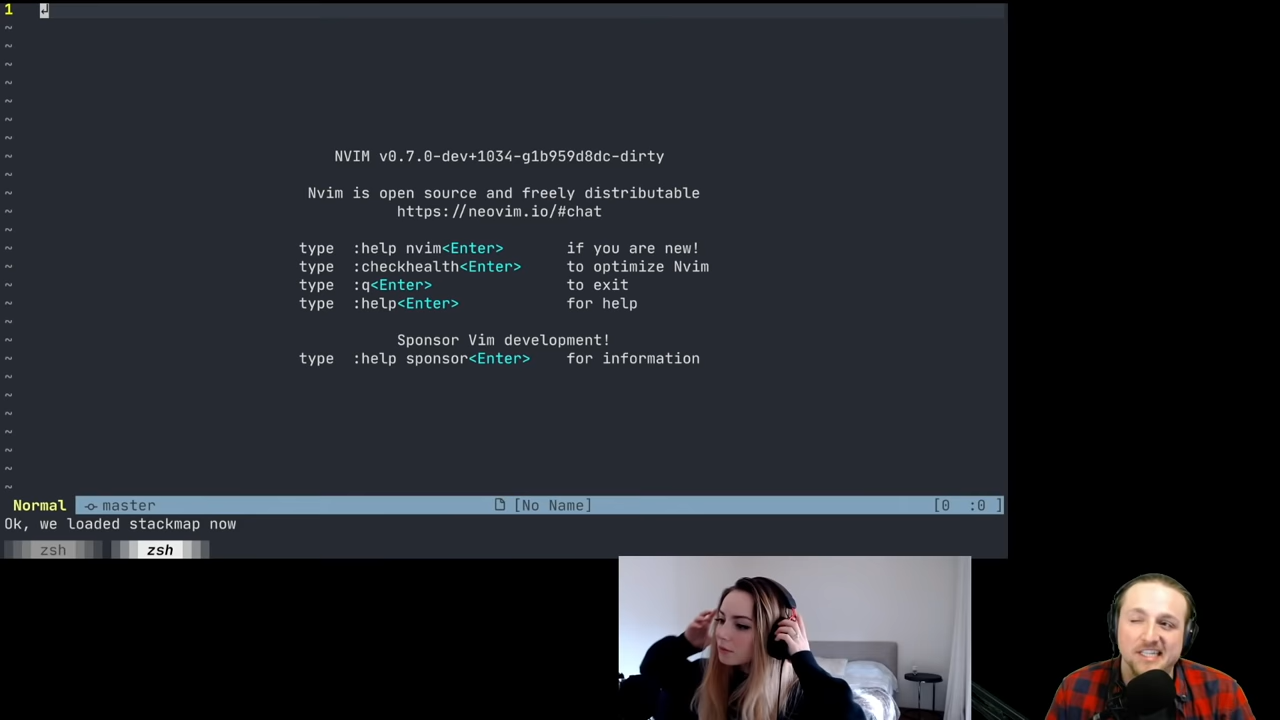 1
NVIM v0.7.0-dev+1034-g1b959d8dc-dirty
Nvim is open source and freely distributable
https://neovim.io/#chat
type :help nvim<Enter> if you are new!
type :checkhealth<Enter> to optimize Nvim
type :q<Enter> to exit
type :help<Enter> for help
Sponsor Vim development!
type :help sponsor<Enter> for information
Normal master [No Name] [0 :0 ]
Ok, we loaded stackmap now
zsh zsh